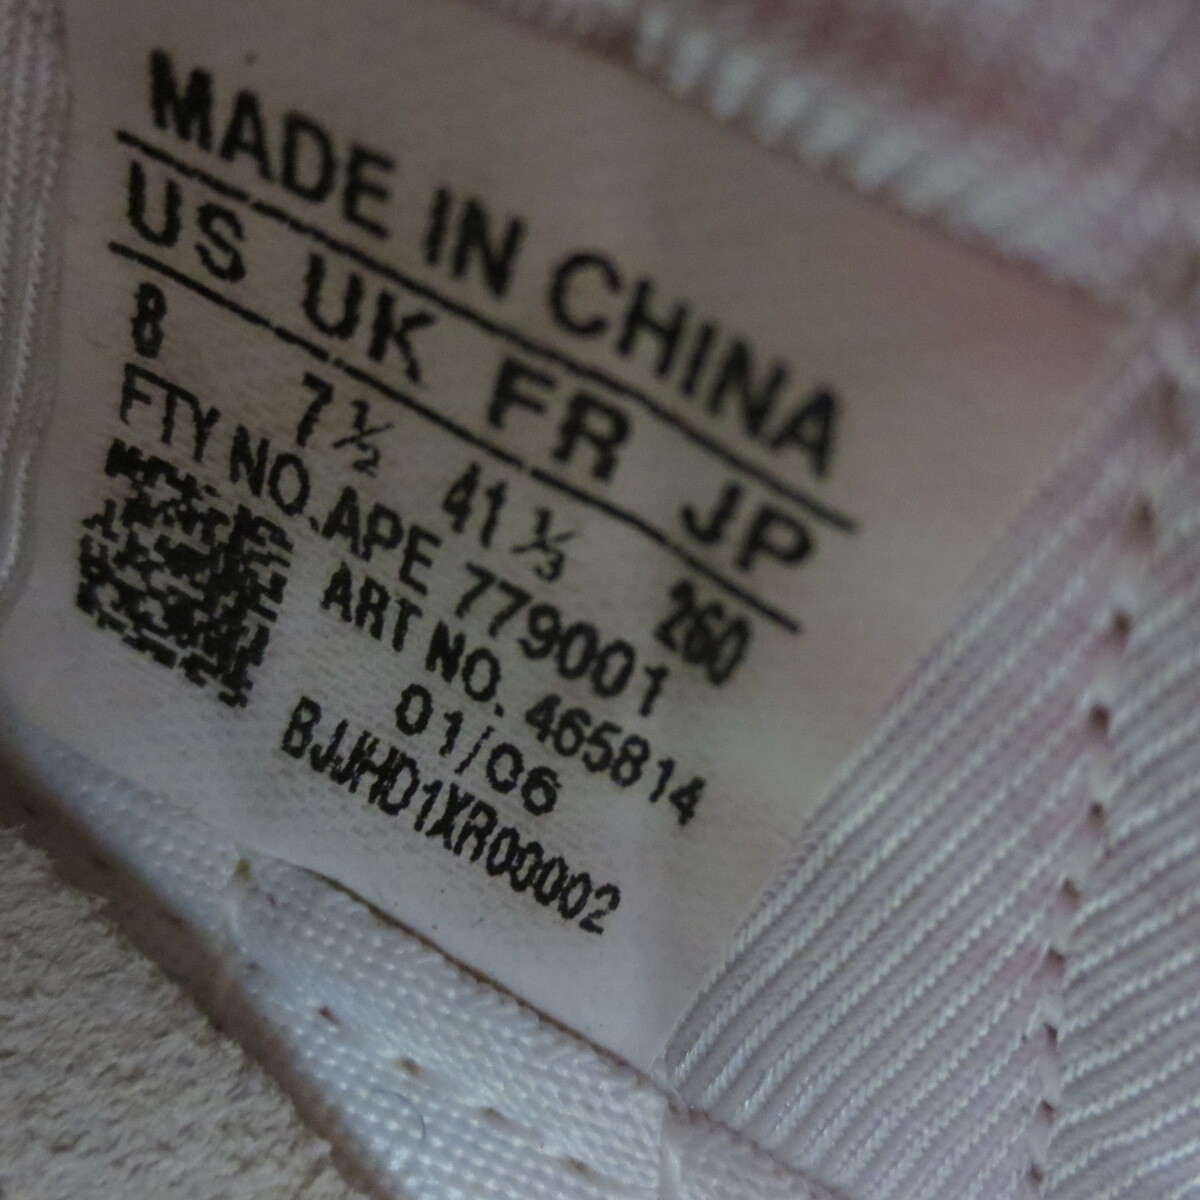 MADE IN CHINA
US UK FR JP
8 7½ 41⅓ 260
FTY NO.APE 779001
ART NO. 465814
01/06
BJJHD1XR00002